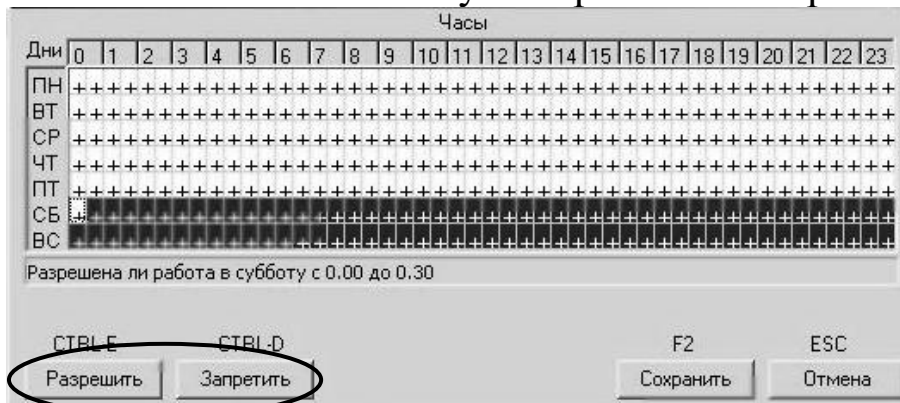 Часы
Дни 0 1 2 3 4 5 6 7 8 9 10 11 12 13 14 15 16 17 18 19 20 21 22 23
ПН + + + + + + + + + + + + + + + + + + + + + + + + + + + + + + + + + + + + + + + + + + + + + + + +
ВТ + + + + + + + + + + + + + + + + + + + + + + + + + + + + + + + + + + + + + + + + + + + + + + + +
СР + + + + + + + + + + + + + + + + + + + + + + + + + + + + + + + + + + + + + + + + + + + + + + + +
ЧТ + + + + + + + + + + + + + + + + + + + + + + + + + + + + + + + + + + + + + + + + + + + + + + + +
ПТ + + + + + + + + + + + + + + + + + + + + + + + + + + + + + + + + + + + + + + + + + + + + + + + +
СБ + + + + + + + + + + + + + + + + + + + + + + + + + + + + + + + + + + + + + + + + + + + + + + + +
ВС + + + + + + + + + + + + + + + + + + + + + + + + + + + + + + + + + + + + + + + + + + + + + + + +
Разрешена ли работа в субботу с 0.00 до 0.30
CTRL-E CTRL-D F2 ESC
Разрешить Запретить Сохранить Отмена